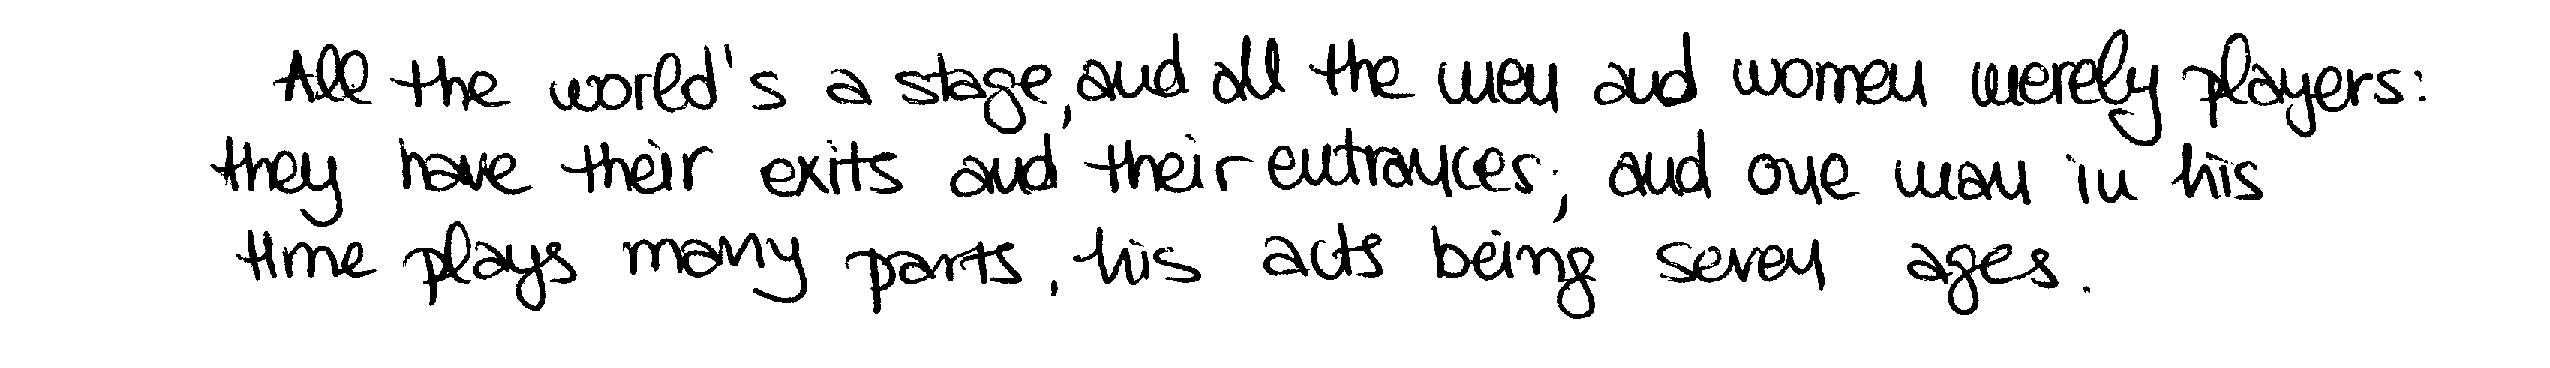 All the world's a stage, and all the men and women merely players:
they have their exits and their entrances; and one man in his
time plays many parts, his acts being seven ages.